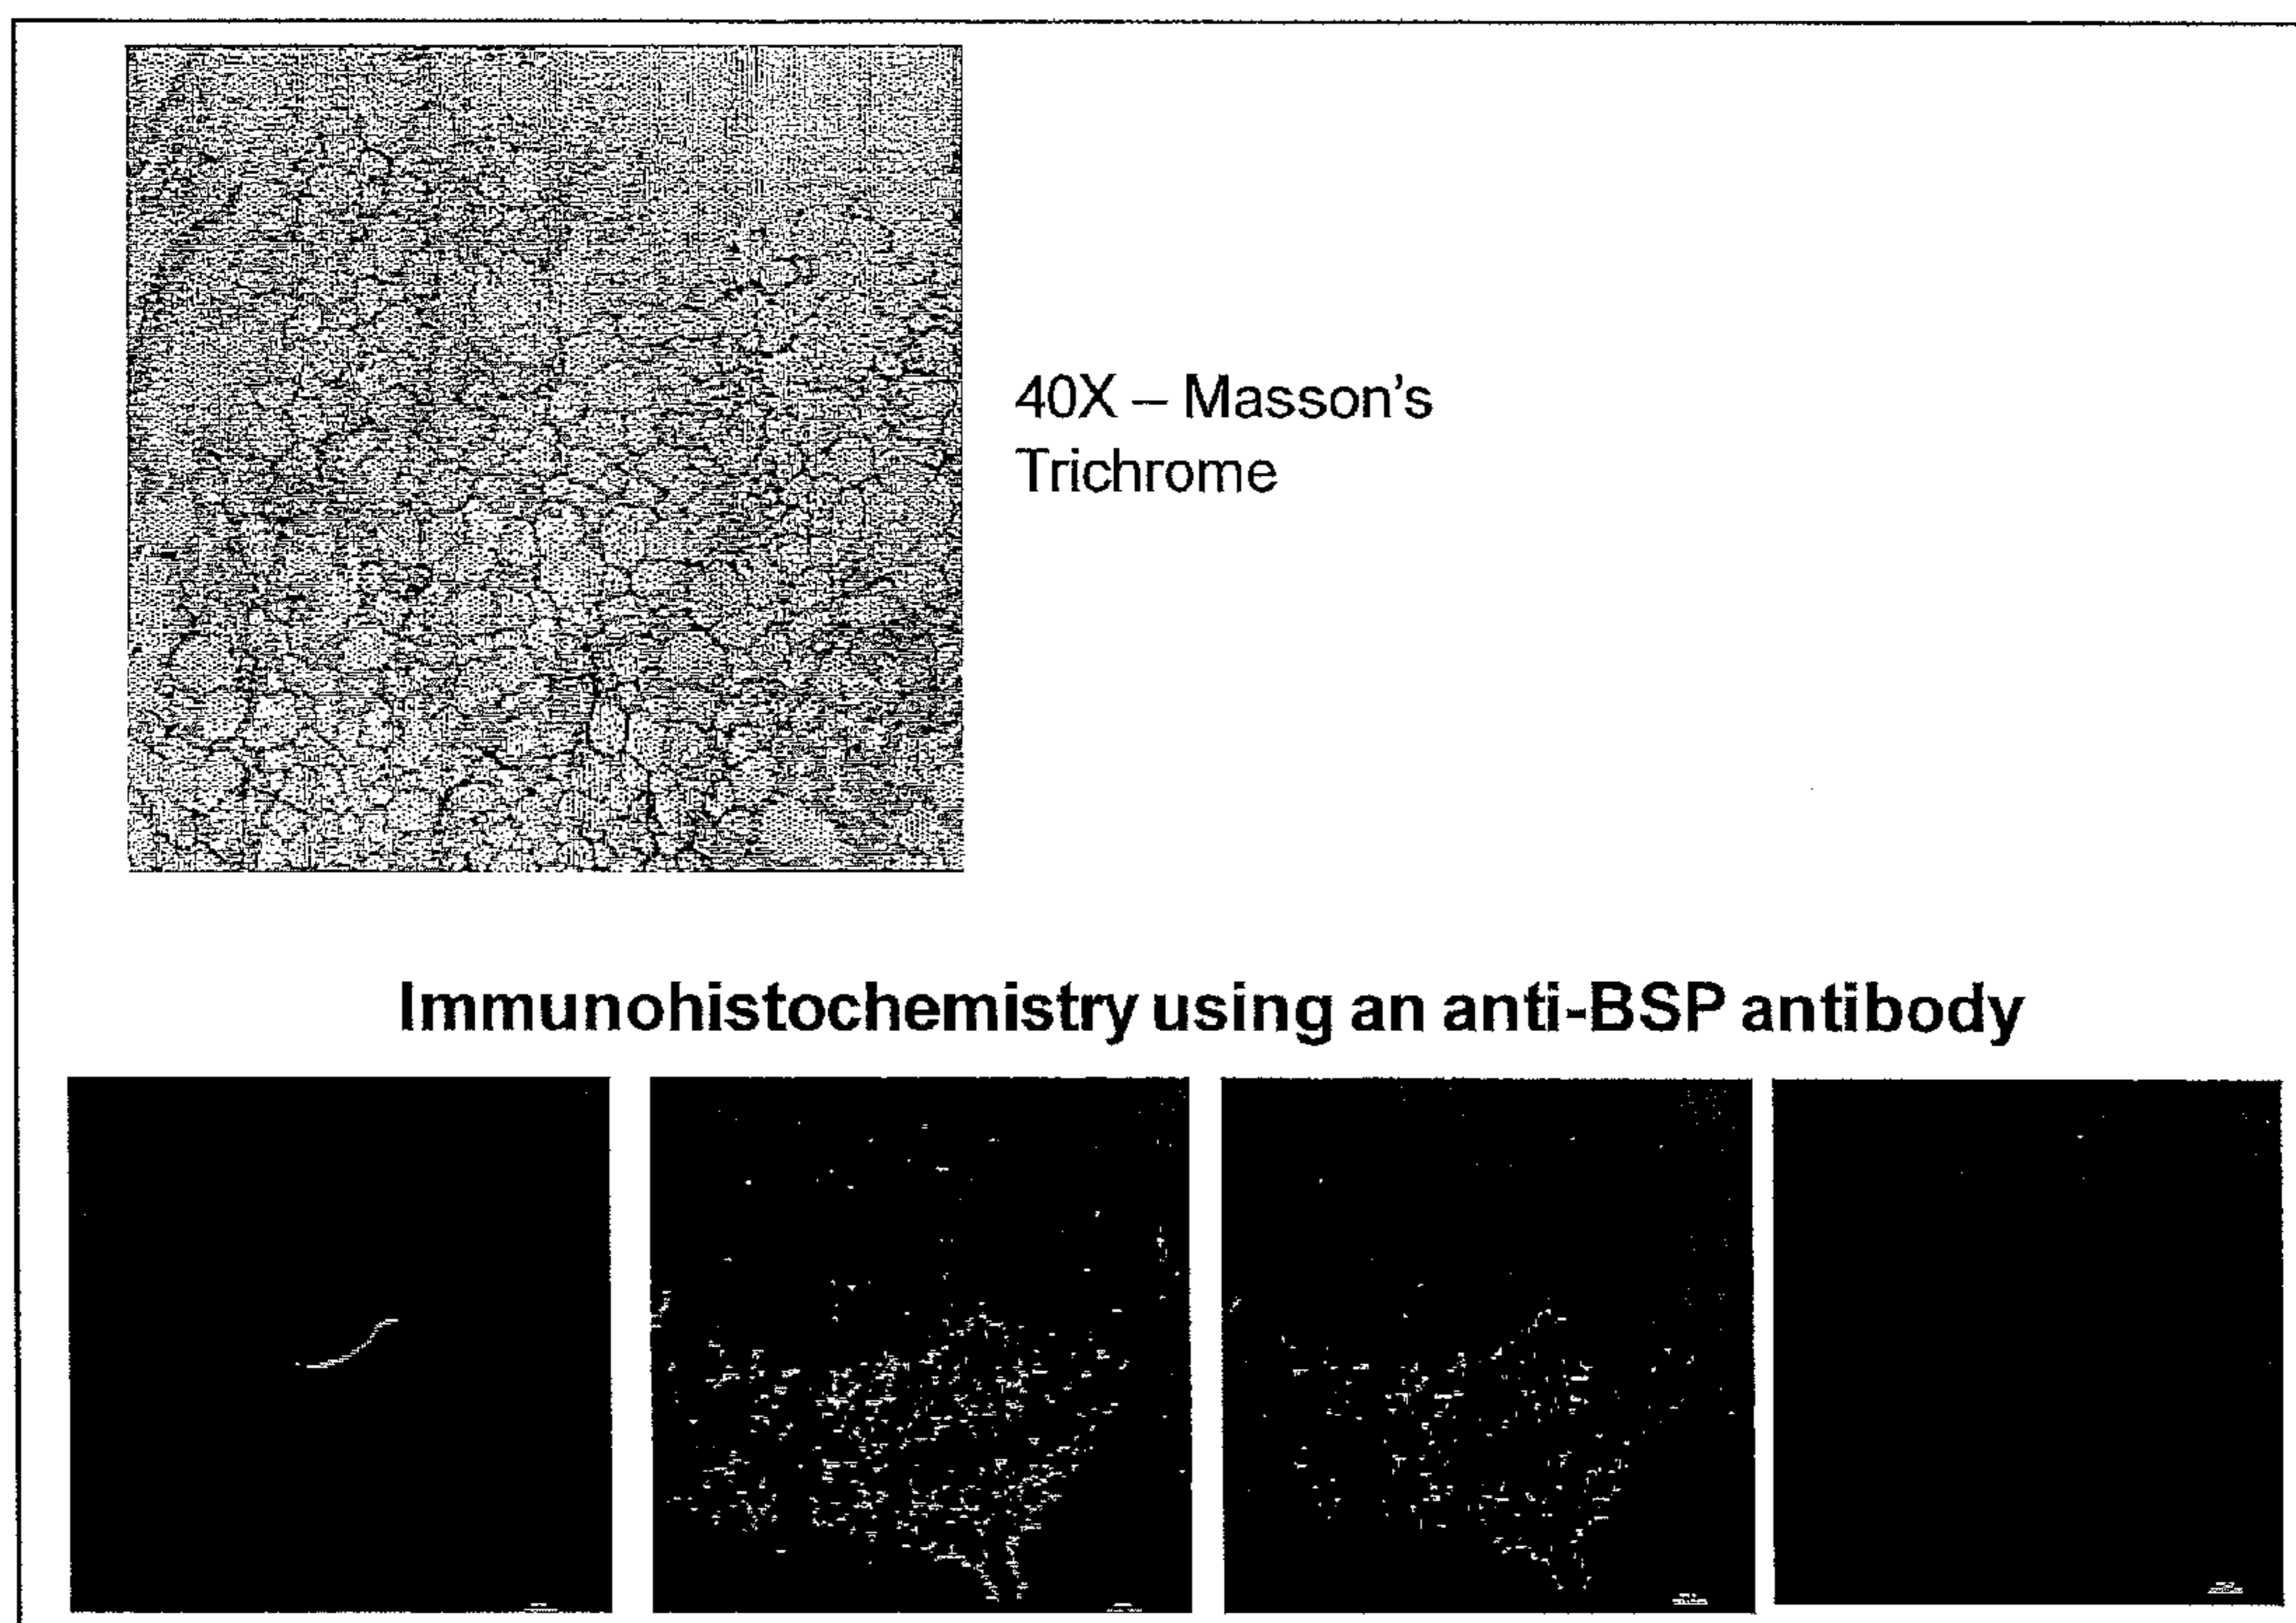 40X – Masson's
Trichrome
Immunohistochemistry using an anti-BSP antibody